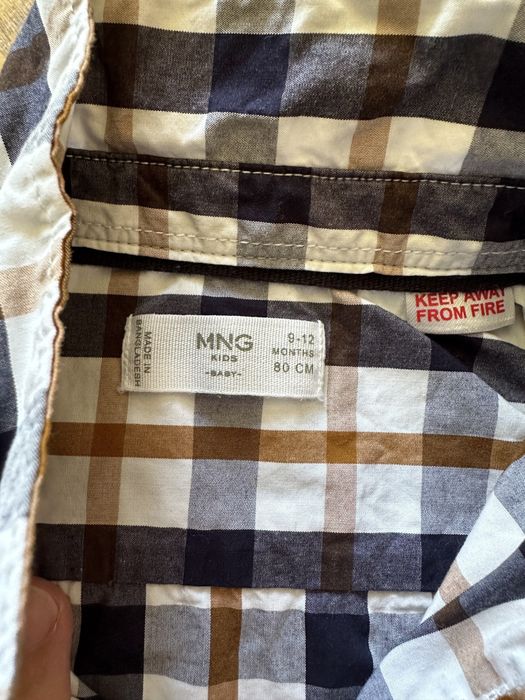 KEEP AWAY
FROM FIRE
MADE IN
BANGLADESH
MNG
KIDS
-BABY-
9-12
MONTHS
80 CM